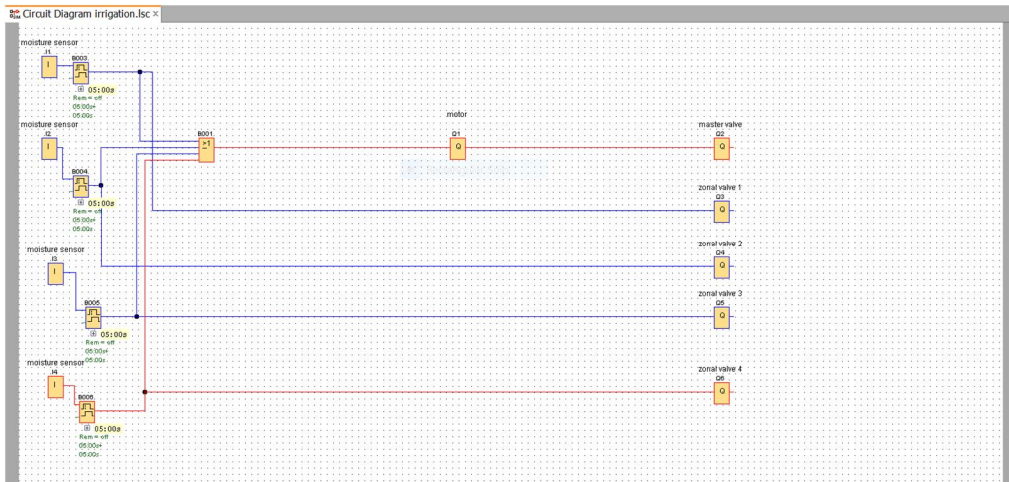 Circuit Diagram irrigation.lsc ×
moisture sensor
I1
I
B003
05:00s
Rem = off
05:00s+
05:00s
moisture sensor
I2
I
B004
05:00s
Rem = off
05:00s+
05:00s
B001
≥1
motor
Q1
Q
master valve
Q2
Q
zonal valve 1
Q3
Q
zonal valve 2
Q4
Q
moisture sensor
I3
I
B005
05:00s
Rem = off
05:00s+
05:00s
zonal valve 3
Q5
Q
moisture sensor
I4
I
B006
05:00s
Rem = off
05:00s+
05:00s
zonal valve 4
Q6
Q